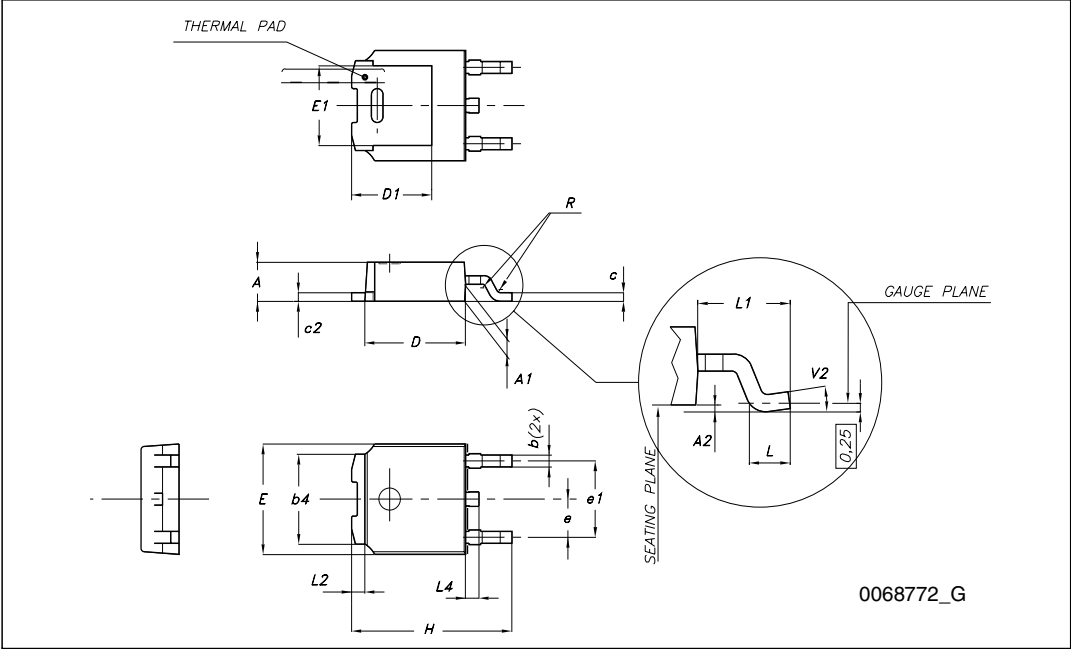 THERMAL PAD
E1
D1
R
A
c
c2
D
A1
L1
GAUGE PLANE
V2
A2
L
0,25
SEATING PLANE
b(2x)
E
b4
e
e1
L2
L4
H
0068772_G